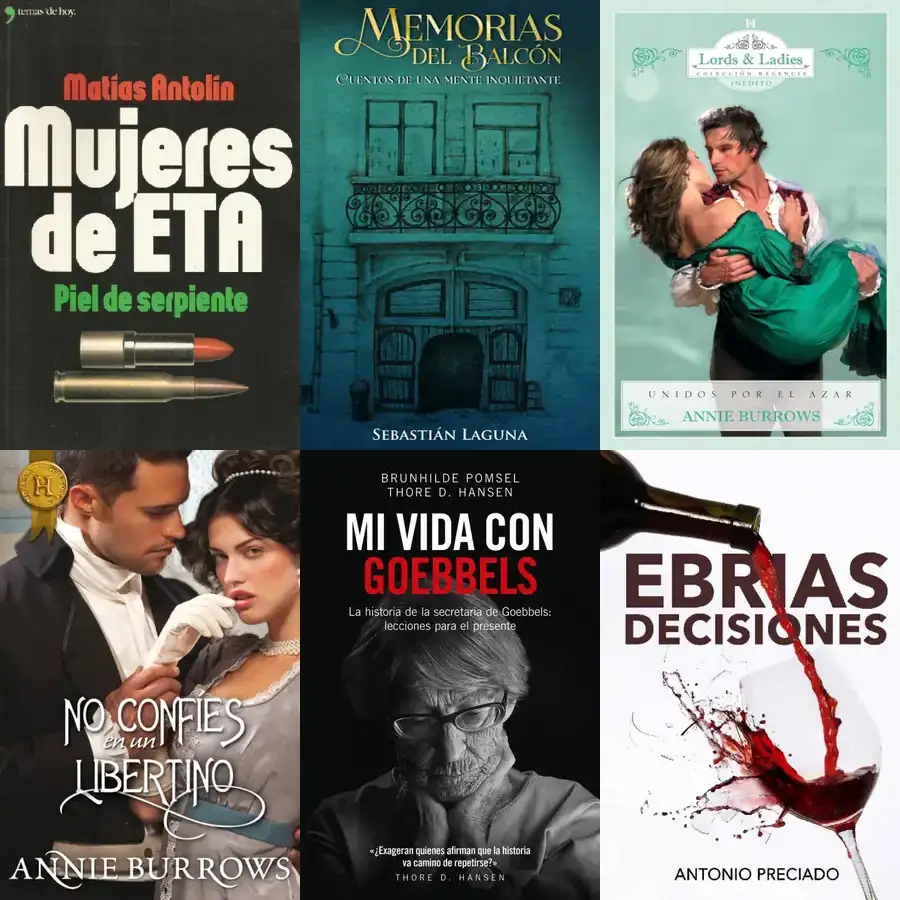 temas de hoy.
Matías Antolín
Mujeres
de ETA
Piel de serpiente
MEMORIAS
DEL BALCÓN
CUENTOS DE UNA MENTE INQUIETANTE
SEBASTIÁN LAGUNA
H
Lords & Ladies
COLECCIÓN REGENCIA
INÉDITO
UNIDOS POR EL AZAR
ANNIE BURROWS
H
NO CONFÍES
en un
LIBERTINO
ANNIE BURROWS
BRUNHILDE POMSEL
THORE D. HANSEN
MI VIDA CON
GOEBBELS
La historia de la secretaria de Goebbels:
lecciones para el presente
«¿Exageran quienes afirman que la historia
va camino de repetirse?»
THORE D. HANSEN
EBRIAS
DECISIONES
ANTONIO PRECIADO